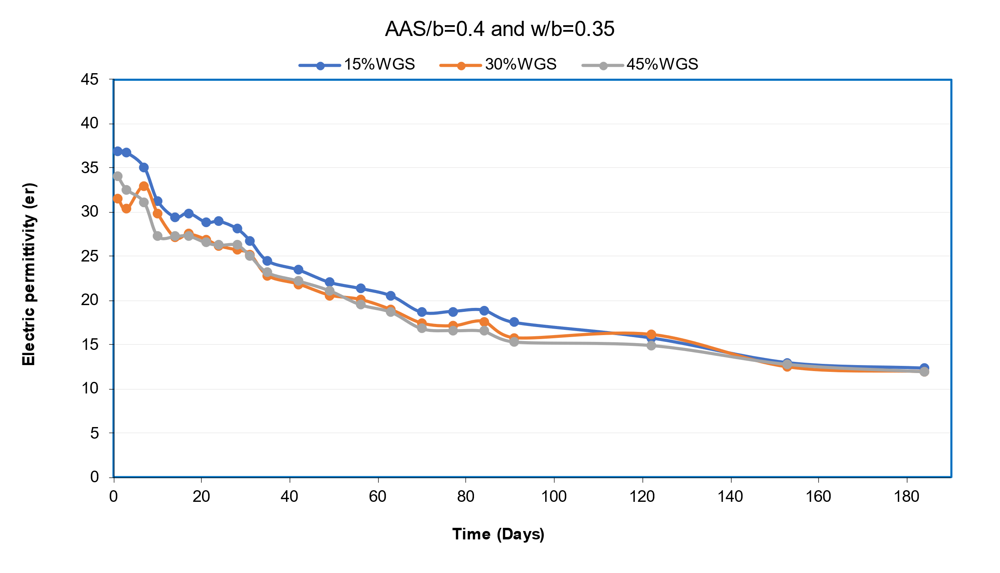 AAS/b=0.4 and w/b=0.35
15%WGS 30%WGS 45%WGS
45
40
35
30
25
20
15
10
5
0
Electric permittivity (er)
0 20 40 60 80 100 120 140 160 180
Time (Days)